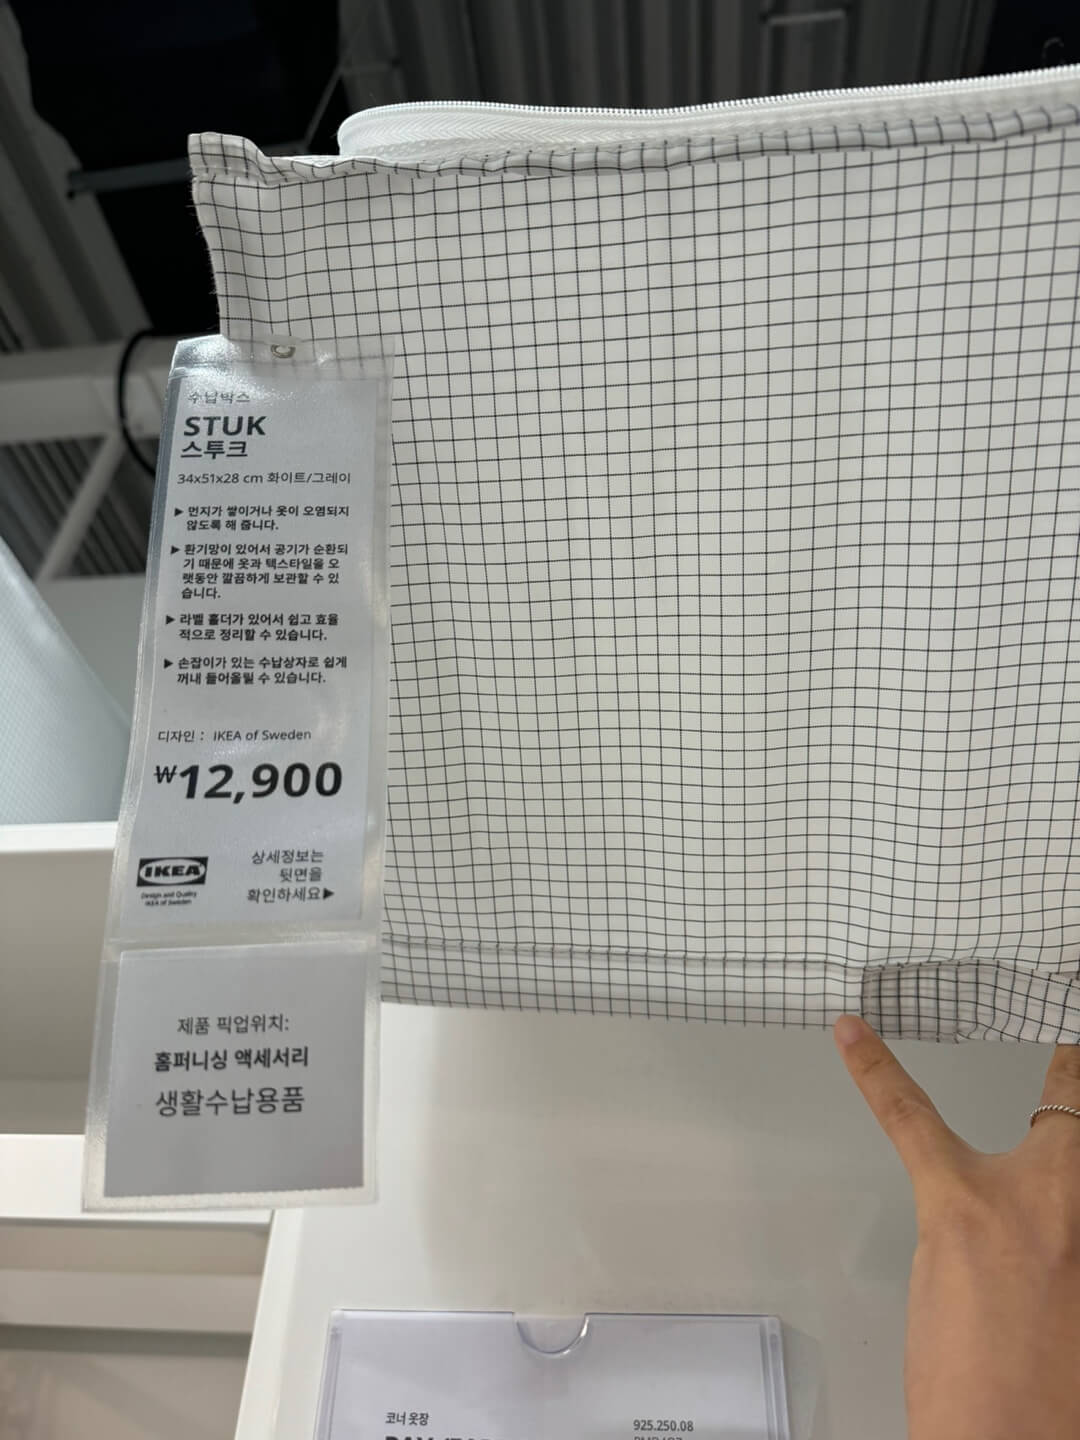 수납박스
STUK
스투크
34x51x28 cm 화이트/그레이
▶ 먼지가 쌓이거나 옷이 오염되지
않도록 해 줍니다.
▶ 환기망이 있어서 공기가 순환되
기 때문에 옷과 텍스타일을 오
랫동안 깔끔하게 보관할 수 있
습니다.
▶ 라벨 홀더가 있어서 쉽고 효율
적으로 정리할 수 있습니다.
▶ 손잡이가 있는 수납상자로 쉽게
꺼내 들어올릴 수 있습니다.
디자인 : IKEA of Sweden
₩12,900
IKEA
Design and Quality
IKEA of Sweden
상세정보는
뒷면을
확인하세요▶
제품 픽업위치:
홈퍼니싱 액세서리
생활수납용품
코너 옷장
925.250.08